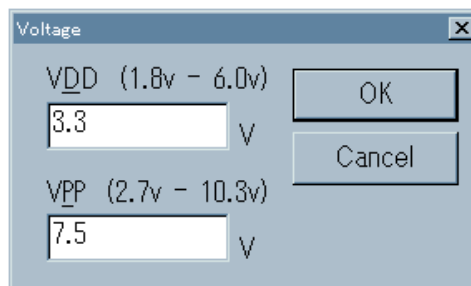 Voltage
VDD (1.8v - 6.0v)
3.3 V
VPP (2.7v - 10.3v)
7.5 V
OK
Cancel